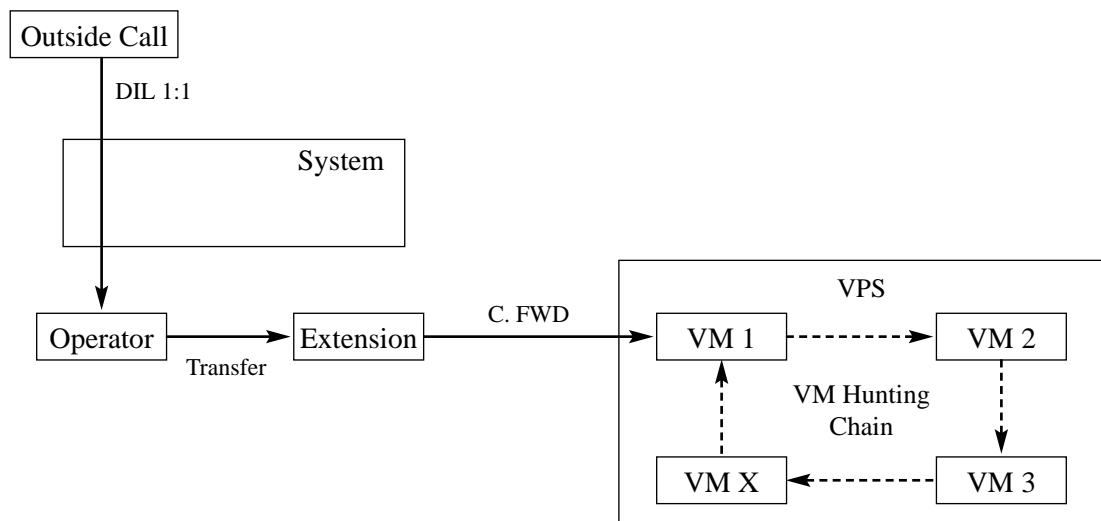 Outside Call
DIL 1:1
System
VPS
C. FWD
Operator
Extension
VM 1
VM 2
Transfer
VM Hunting
Chain
VM X
VM 3